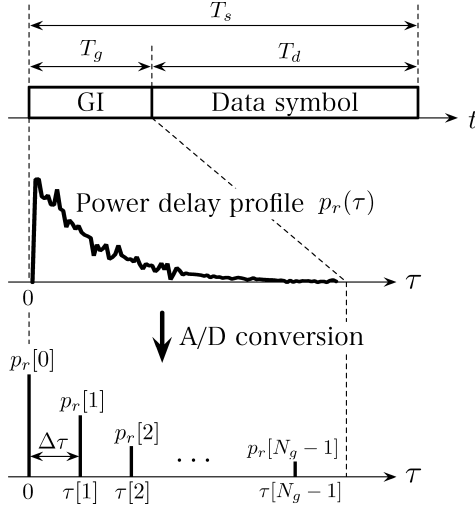 T_s
T_g T_d
GI Data symbol
t
Power delay profile p_r(τ)
τ
0
A/D conversion
p_r[0]
p_r[1]
p_r[2]
p_r[N_g − 1]
Δτ
...
τ
0 τ[1] τ[2] τ[N_g−1]